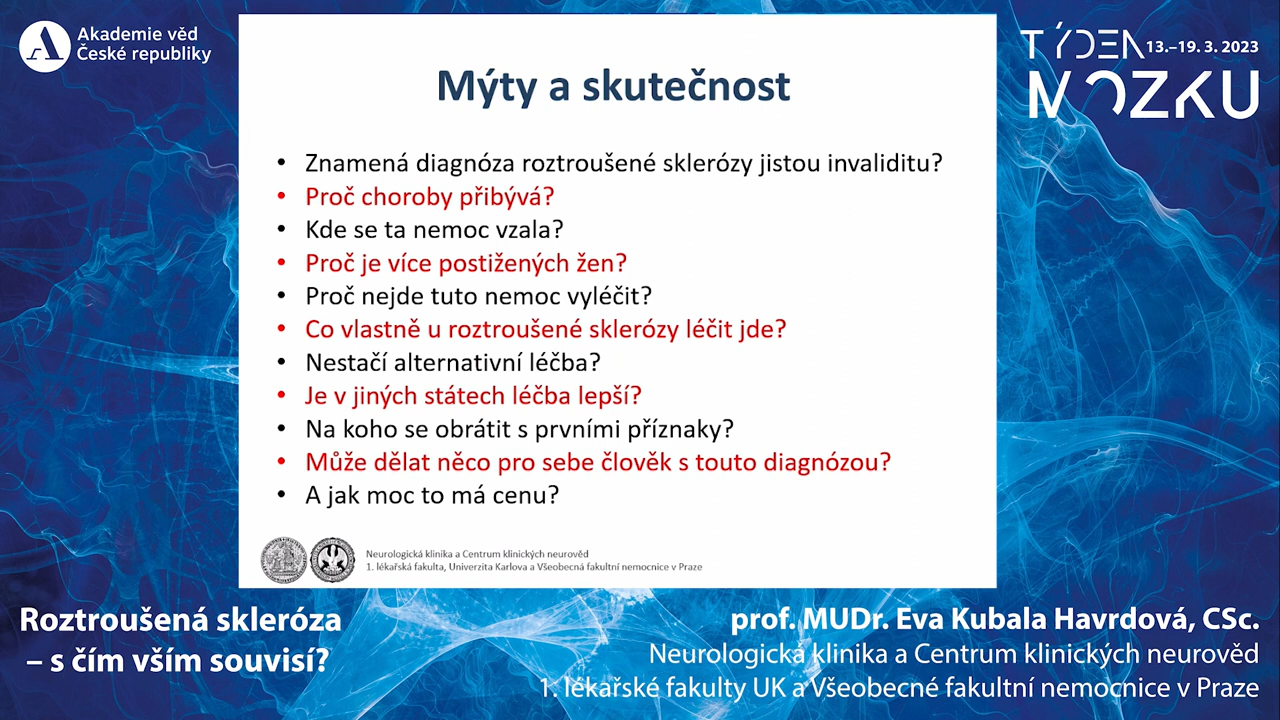 Akademie věd
České republiky
TÝDEN 13.–19. 3. 2023
MOZKU
Mýty a skutečnost
• Znamená diagnóza roztroušené sklerózy jistou invaliditu?
• Proč choroby přibývá?
• Kde se ta nemoc vzala?
• Proč je více postižených žen?
• Proč nejde tuto nemoc vyléčit?
• Co vlastně u roztroušené sklerózy léčit jde?
• Nestačí alternativní léčba?
• Je v jiných státech léčba lepší?
• Na koho se obrátit s prvními příznaky?
• Může dělat něco pro sebe člověk s touto diagnózou?
• A jak moc to má cenu?
Neurologická klinika a Centrum klinických neurověd
1. lékařská fakulta, Univerzita Karlova a Všeobecná fakultní nemocnice v Praze
Roztroušená skleróza
– s čím vším souvisí?
prof. MUDr. Eva Kubala Havrdová, CSc.
Neurologická klinika a Centrum klinických neurověd
1. lékařské fakulty UK a Všeobecné fakultní nemocnice v Praze